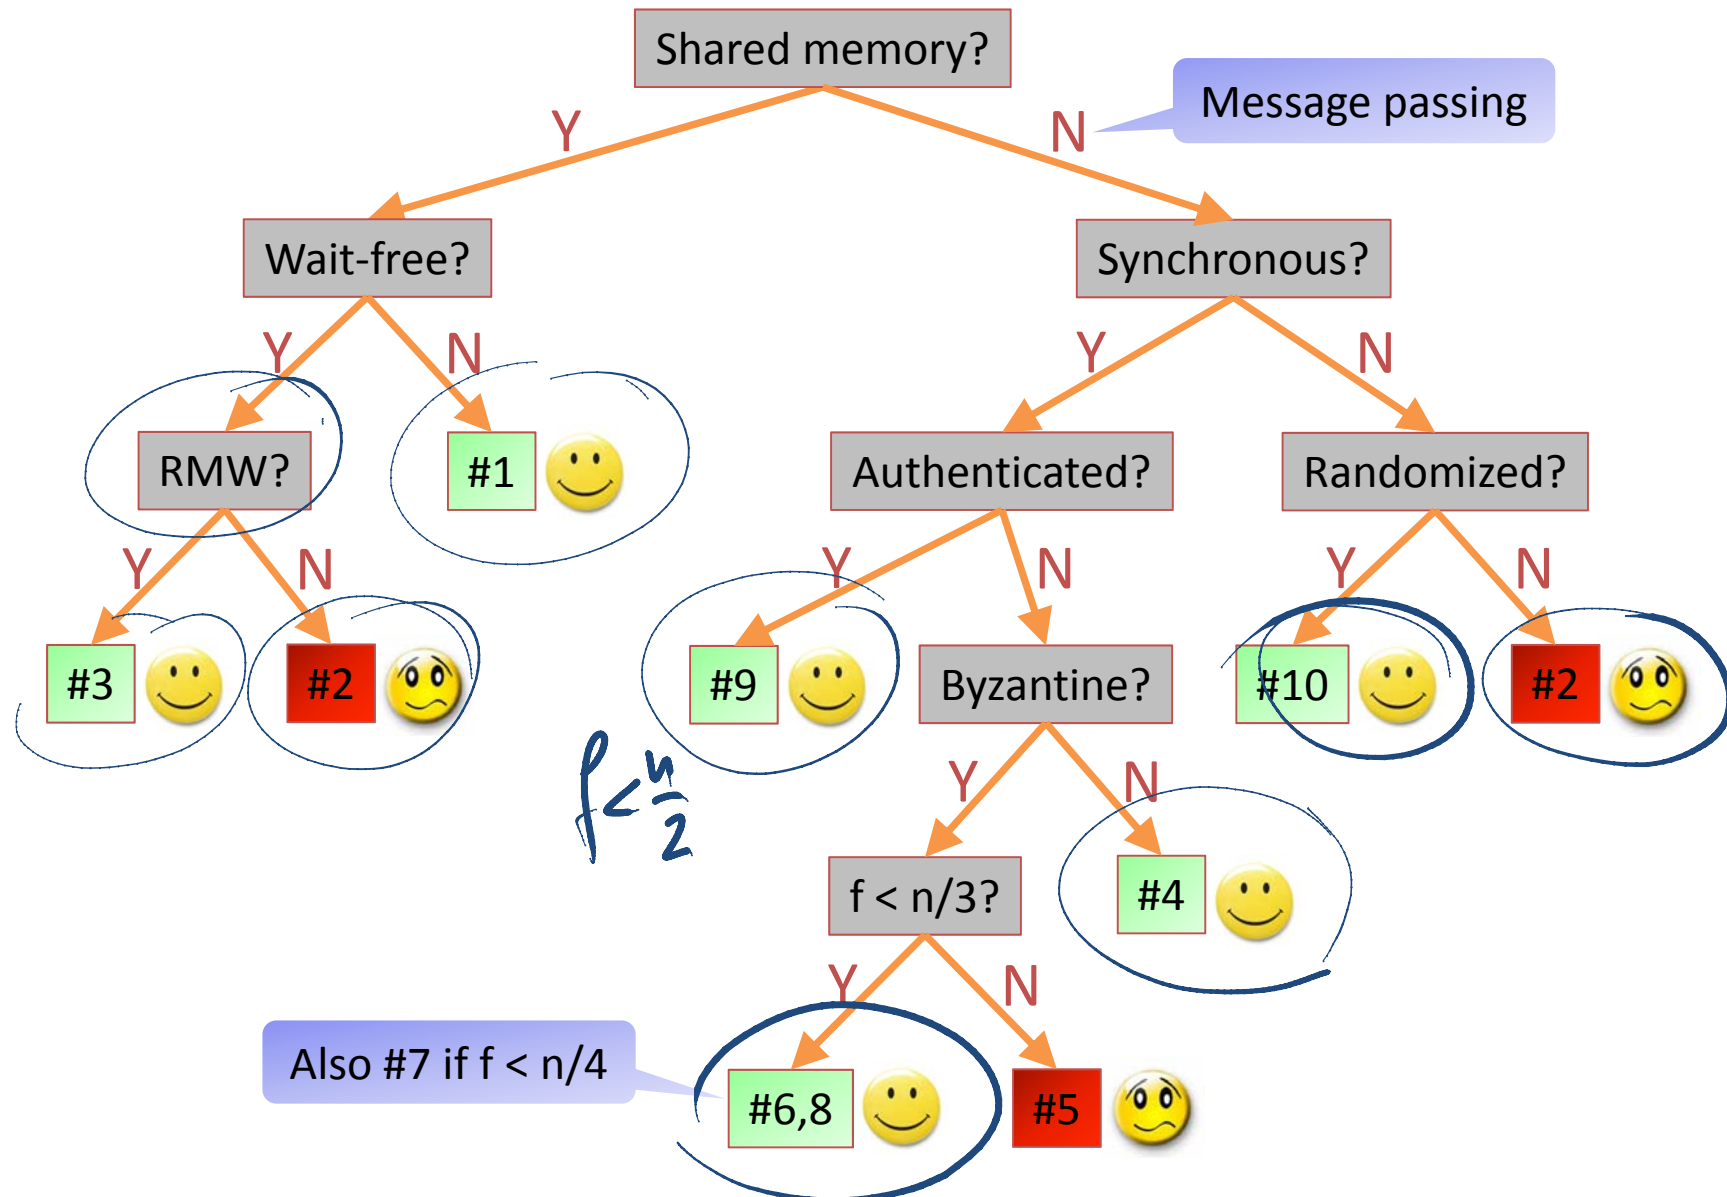 Shared memory?
Message passing
Y
N
Wait-free?
Synchronous?
Y
N
Y
N
RMW?
#1
Authenticated?
Randomized?
Y
N
Y
N
Y
N
#3
#2
#9
Byzantine?
#10
#2
f < n/2
Y
N
f < n/3?
#4
Y
N
Also #7 if f < n/4
#6,8
#5